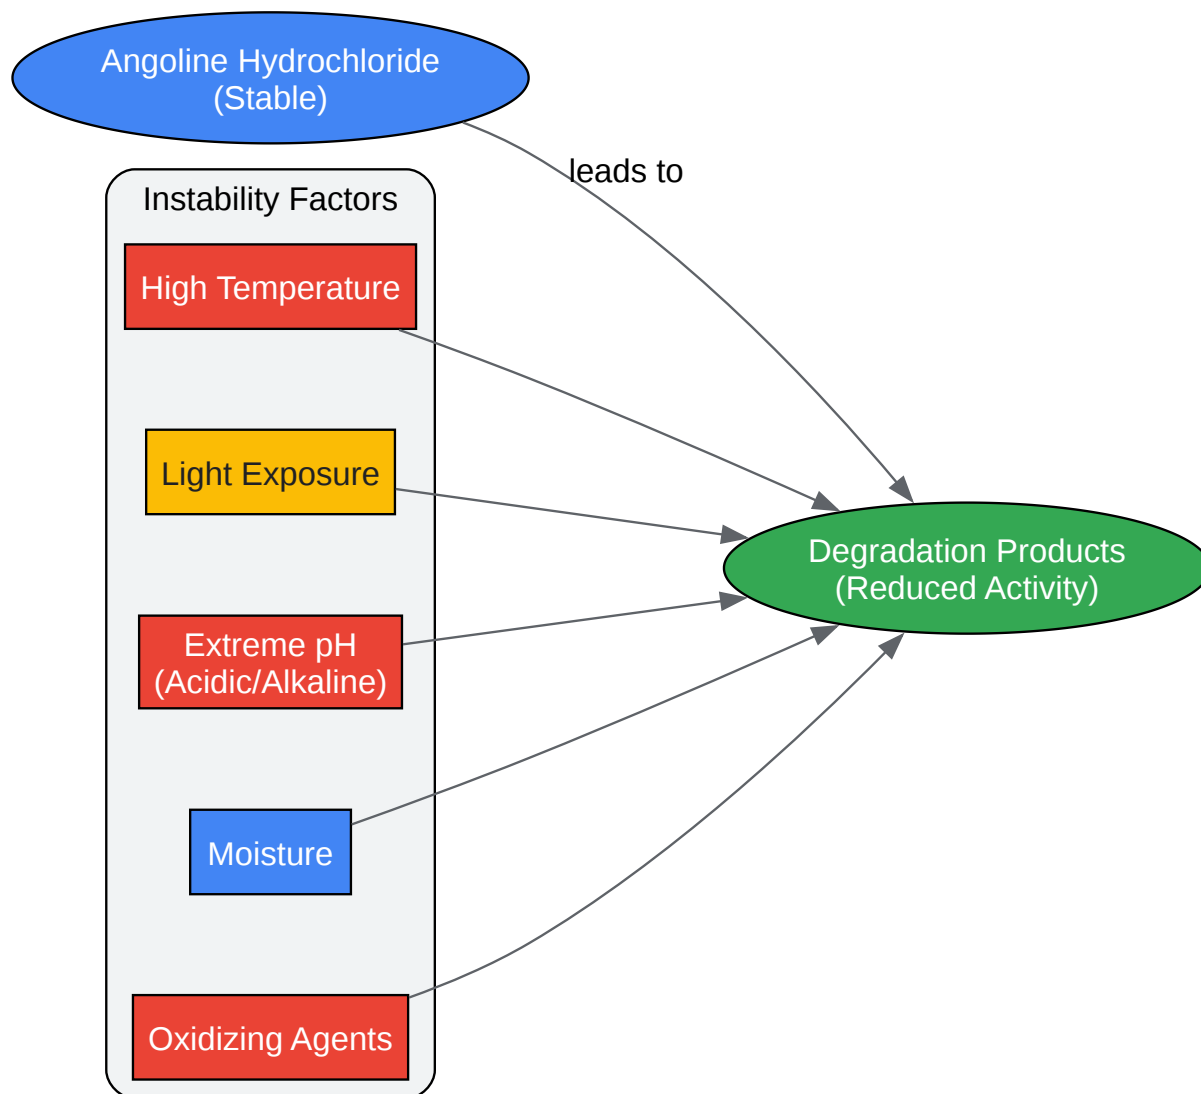 Angoline Hydrochloride
(Stable)
leads to
Instability Factors
High Temperature
Light Exposure
Extreme pH
(Acidic/Alkaline)
Moisture
Oxidizing Agents
Degradation Products
(Reduced Activity)